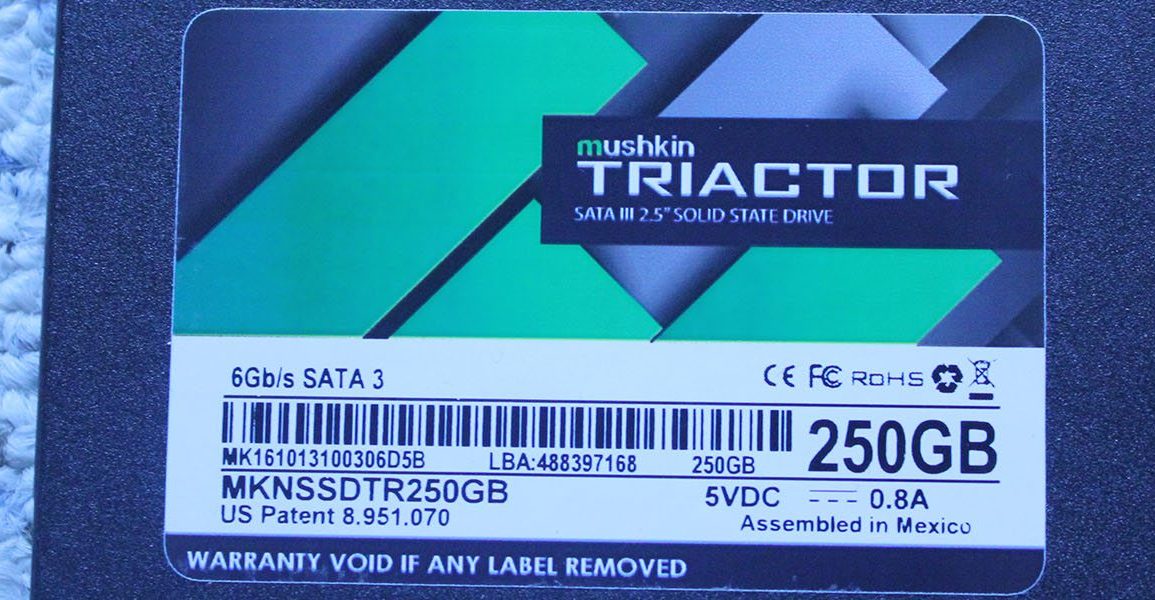 mushkin
TRIACTOR
SATA III 2.5" SOLID STATE DRIVE
6Gb/s SATA 3
CE FC RoHS
MK161013100306D5B LBA:488397168 250GB
250GB
MKNSSDTR250GB
5VDC 0.8A
US Patent 8.951.070
Assembled in Mexico
WARRANTY VOID IF ANY LABEL REMOVED